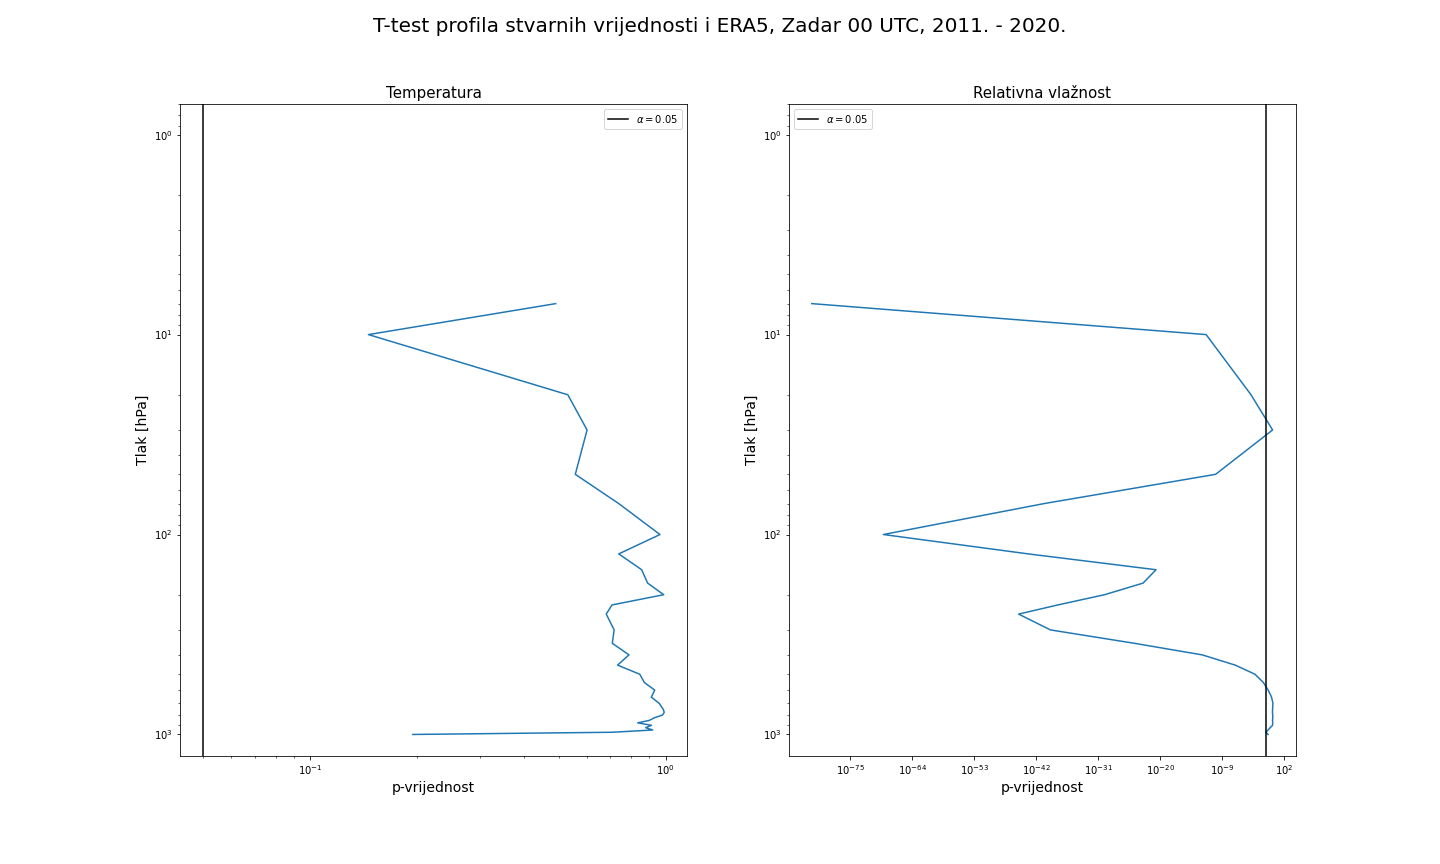 T-test profila stvarnih vrijednosti i ERA5, Zadar 00 UTC, 2011. - 2020.
Temperatura
α = 0.05
10⁰
10¹
10²
10³
Tlak [hPa]
10⁻¹
10⁰
p-vrijednost
Relativna vlažnost
α = 0.05
10⁰
10¹
10²
10³
Tlak [hPa]
10⁻⁷⁵
10⁻⁶⁴
10⁻⁵³
10⁻⁴²
10⁻³¹
10⁻²⁰
10⁻⁹
10²
p-vrijednost